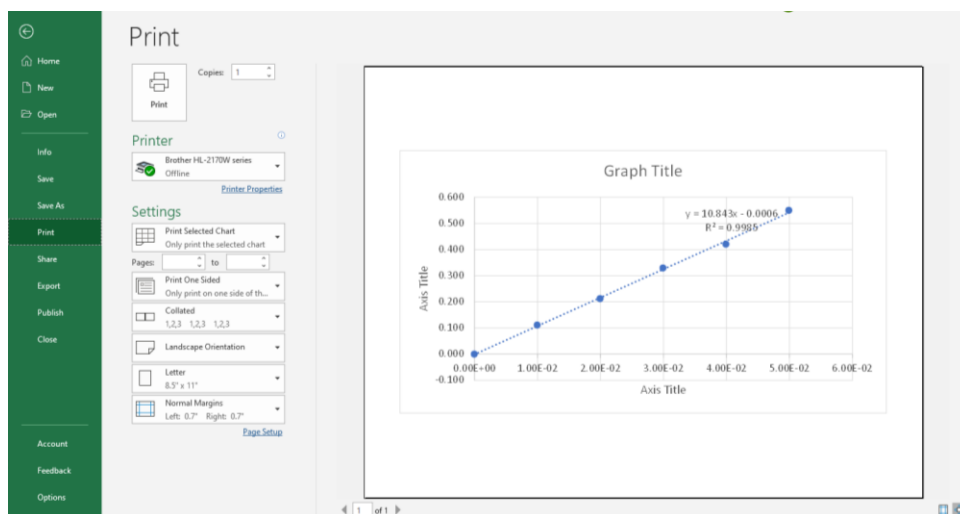 Print
Home
New
Open
Info
Save
Save As
Print
Share
Export
Publish
Close
Account
Feedback
Options
Print
Copies: 1
Printer
Brother HL-2170W series
Offline
Printer Properties
Settings
Print Selected Chart
Only print the selected chart
Pages: to
Print One Sided
Only print on one side of th...
Collated
1,2,3 1,2,3 1,2,3
Landscape Orientation
Letter
8.5" x 11"
Normal Margins
Left: 0.7" Right: 0.7"
Page Setup
Graph Title
y = 10.843x - 0.0006
R² = 0.9985
0.600
0.500
0.400
0.300
0.200
0.100
0.000
-0.100
Axis Title
0.00E+00 1.00E-02 2.00E-02 3.00E-02 4.00E-02 5.00E-02 6.00E-02
Axis Title
1 of 1